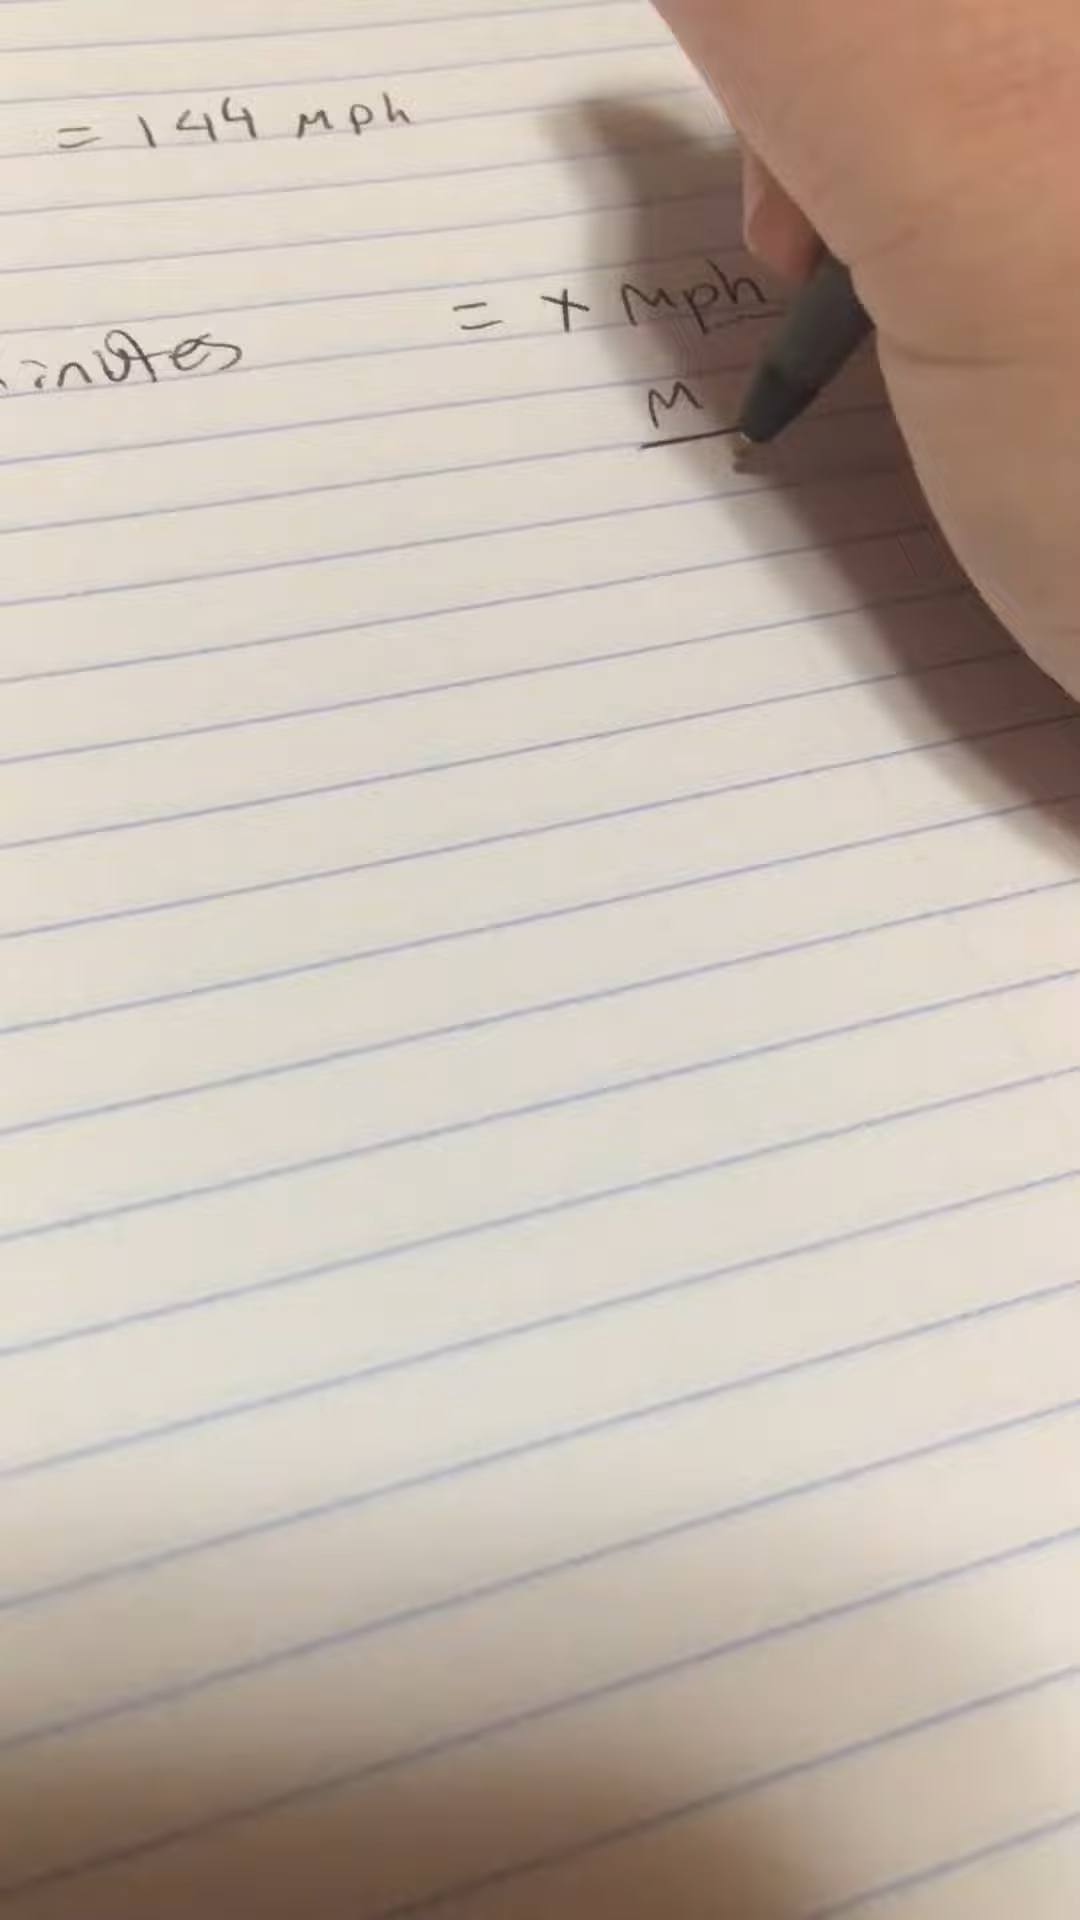 = 144 mph
inutes = x mph
M